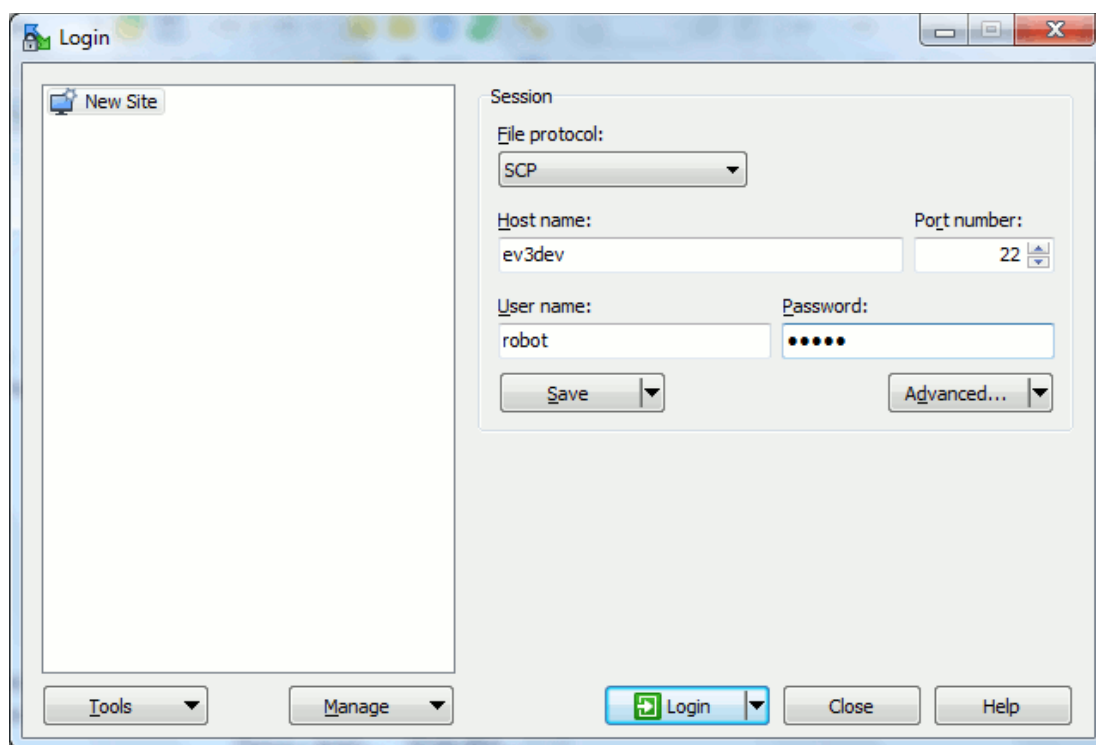 Login
New Site
Session
File protocol:
SCP
Host name:
Port number:
ev3dev
22
User name:
Password:
robot
•••••
Save
Advanced...
Tools
Manage
Login
Close
Help